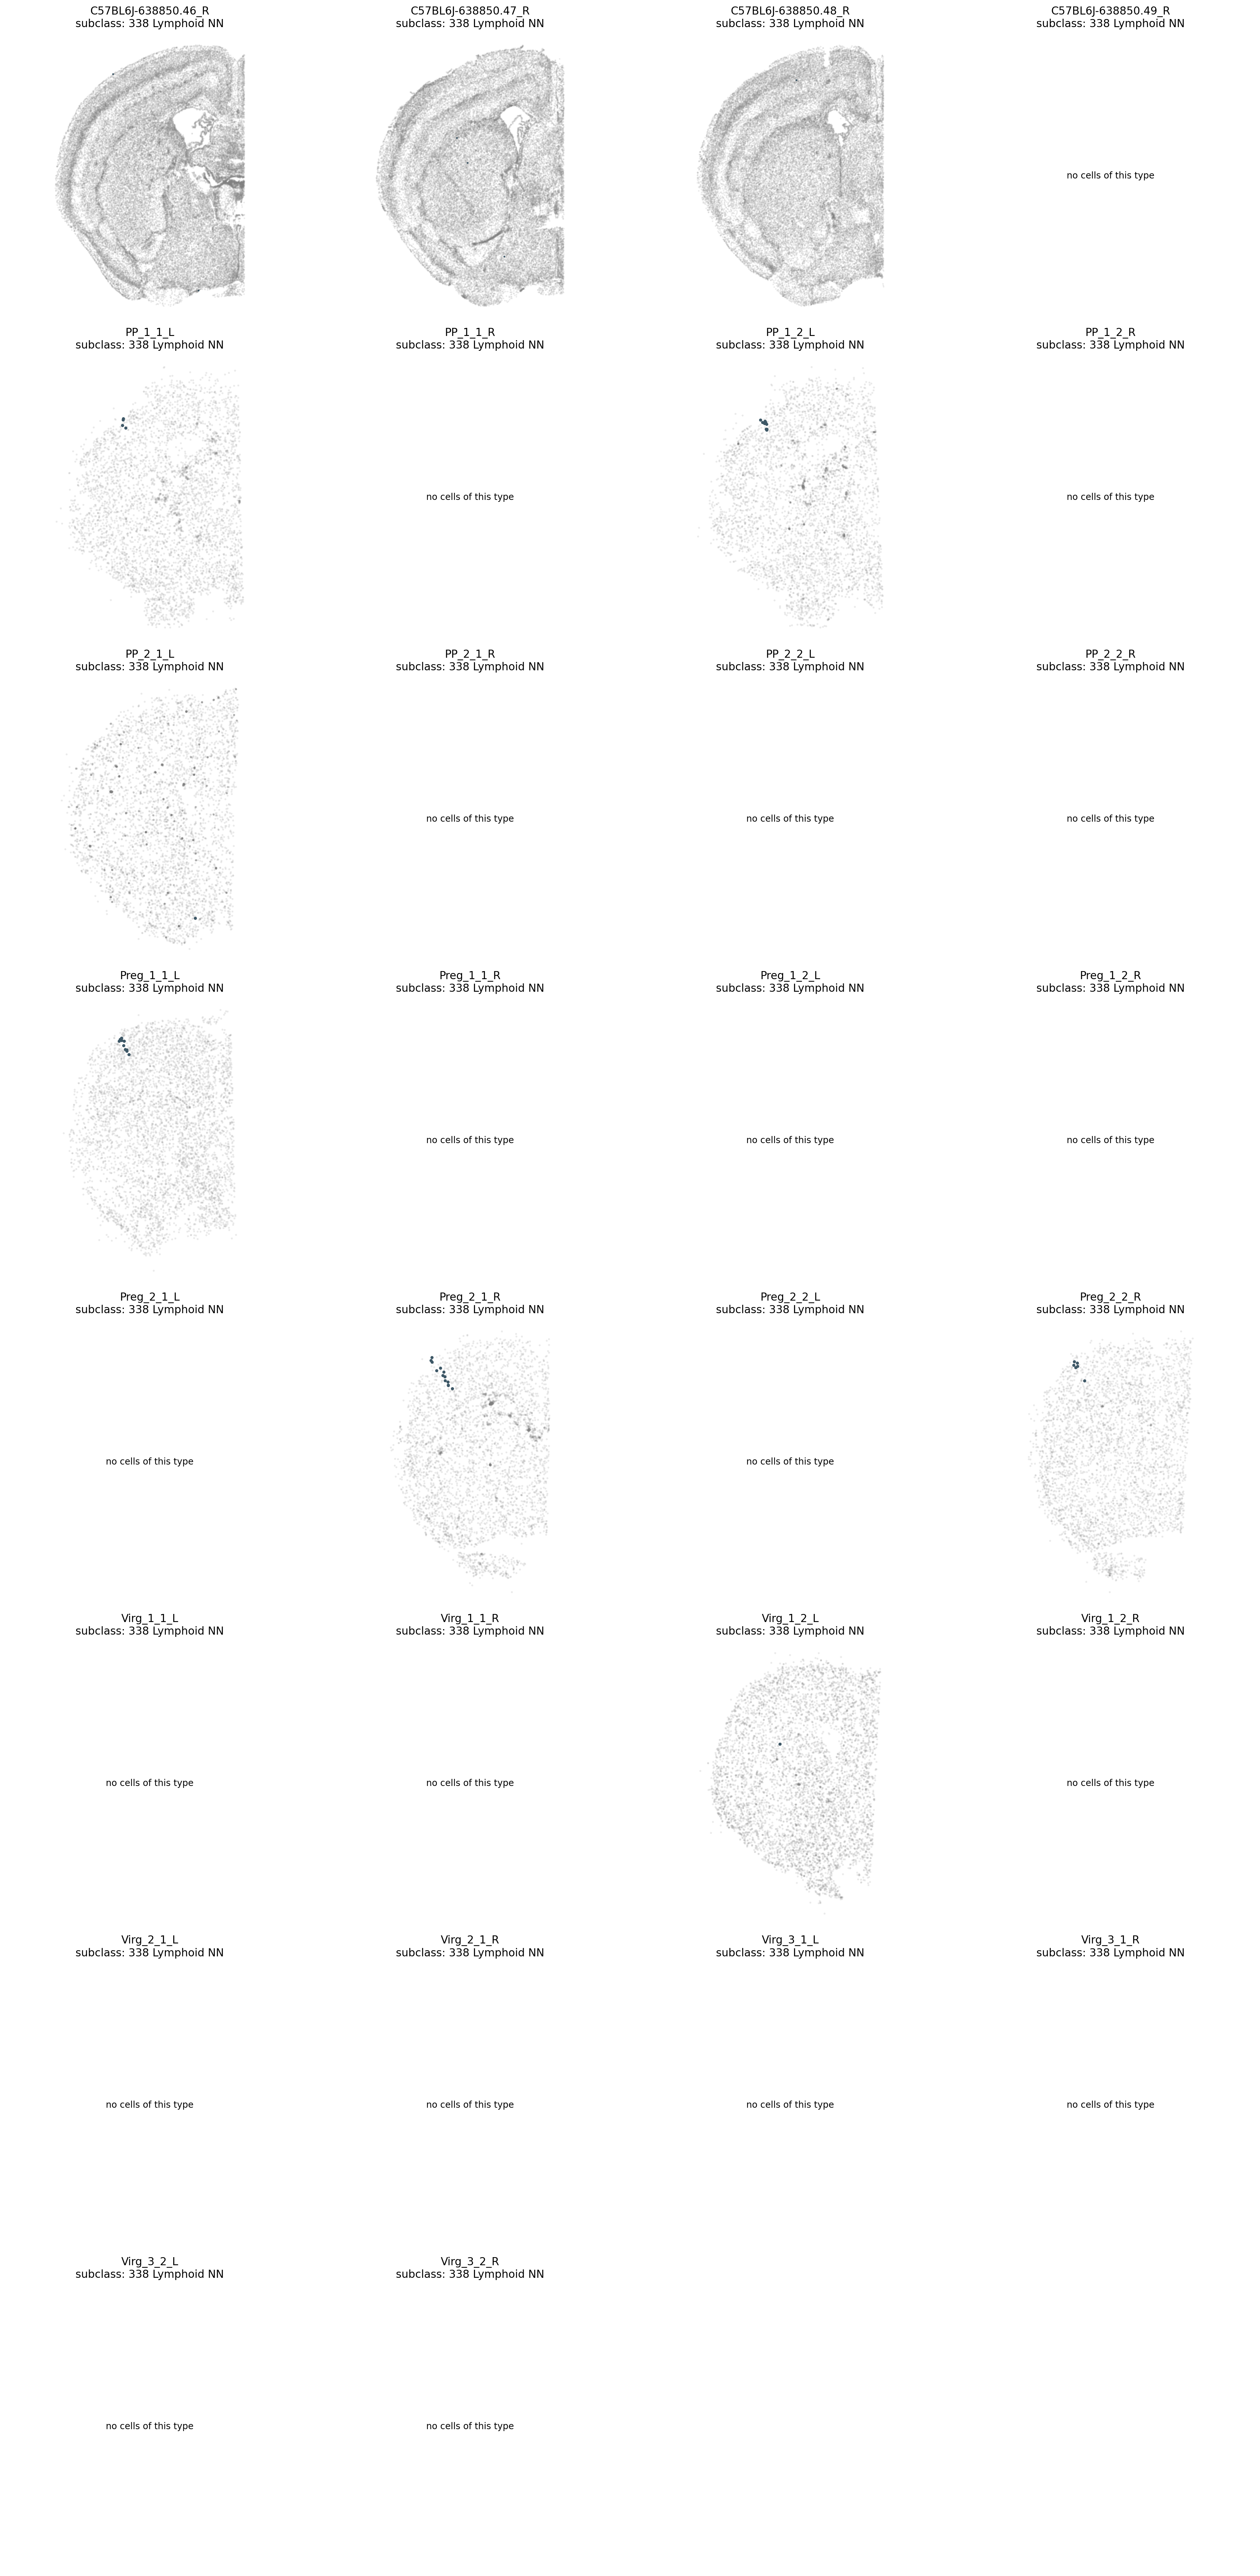 C57BL6J-638850.46_R
subclass: 338 Lymphoid NN
C57BL6J-638850.47_R
subclass: 338 Lymphoid NN
C57BL6J-638850.48_R
subclass: 338 Lymphoid NN
C57BL6J-638850.49_R
subclass: 338 Lymphoid NN
no cells of this type
PP_1_1_L
subclass: 338 Lymphoid NN
PP_1_1_R
subclass: 338 Lymphoid NN
no cells of this type
PP_1_2_L
subclass: 338 Lymphoid NN
PP_1_2_R
subclass: 338 Lymphoid NN
no cells of this type
PP_2_1_L
subclass: 338 Lymphoid NN
PP_2_1_R
subclass: 338 Lymphoid NN
no cells of this type
PP_2_2_L
subclass: 338 Lymphoid NN
no cells of this type
PP_2_2_R
subclass: 338 Lymphoid NN
no cells of this type
Preg_1_1_L
subclass: 338 Lymphoid NN
Preg_1_1_R
subclass: 338 Lymphoid NN
no cells of this type
Preg_1_2_L
subclass: 338 Lymphoid NN
no cells of this type
Preg_1_2_R
subclass: 338 Lymphoid NN
no cells of this type
Preg_2_1_L
subclass: 338 Lymphoid NN
no cells of this type
Preg_2_1_R
subclass: 338 Lymphoid NN
Preg_2_2_L
subclass: 338 Lymphoid NN
no cells of this type
Preg_2_2_R
subclass: 338 Lymphoid NN
Virg_1_1_L
subclass: 338 Lymphoid NN
no cells of this type
Virg_1_1_R
subclass: 338 Lymphoid NN
no cells of this type
Virg_1_2_L
subclass: 338 Lymphoid NN
Virg_1_2_R
subclass: 338 Lymphoid NN
no cells of this type
Virg_2_1_L
subclass: 338 Lymphoid NN
no cells of this type
Virg_2_1_R
subclass: 338 Lymphoid NN
no cells of this type
Virg_3_1_L
subclass: 338 Lymphoid NN
no cells of this type
Virg_3_1_R
subclass: 338 Lymphoid NN
no cells of this type
Virg_3_2_L
subclass: 338 Lymphoid NN
no cells of this type
Virg_3_2_R
subclass: 338 Lymphoid NN
no cells of this type